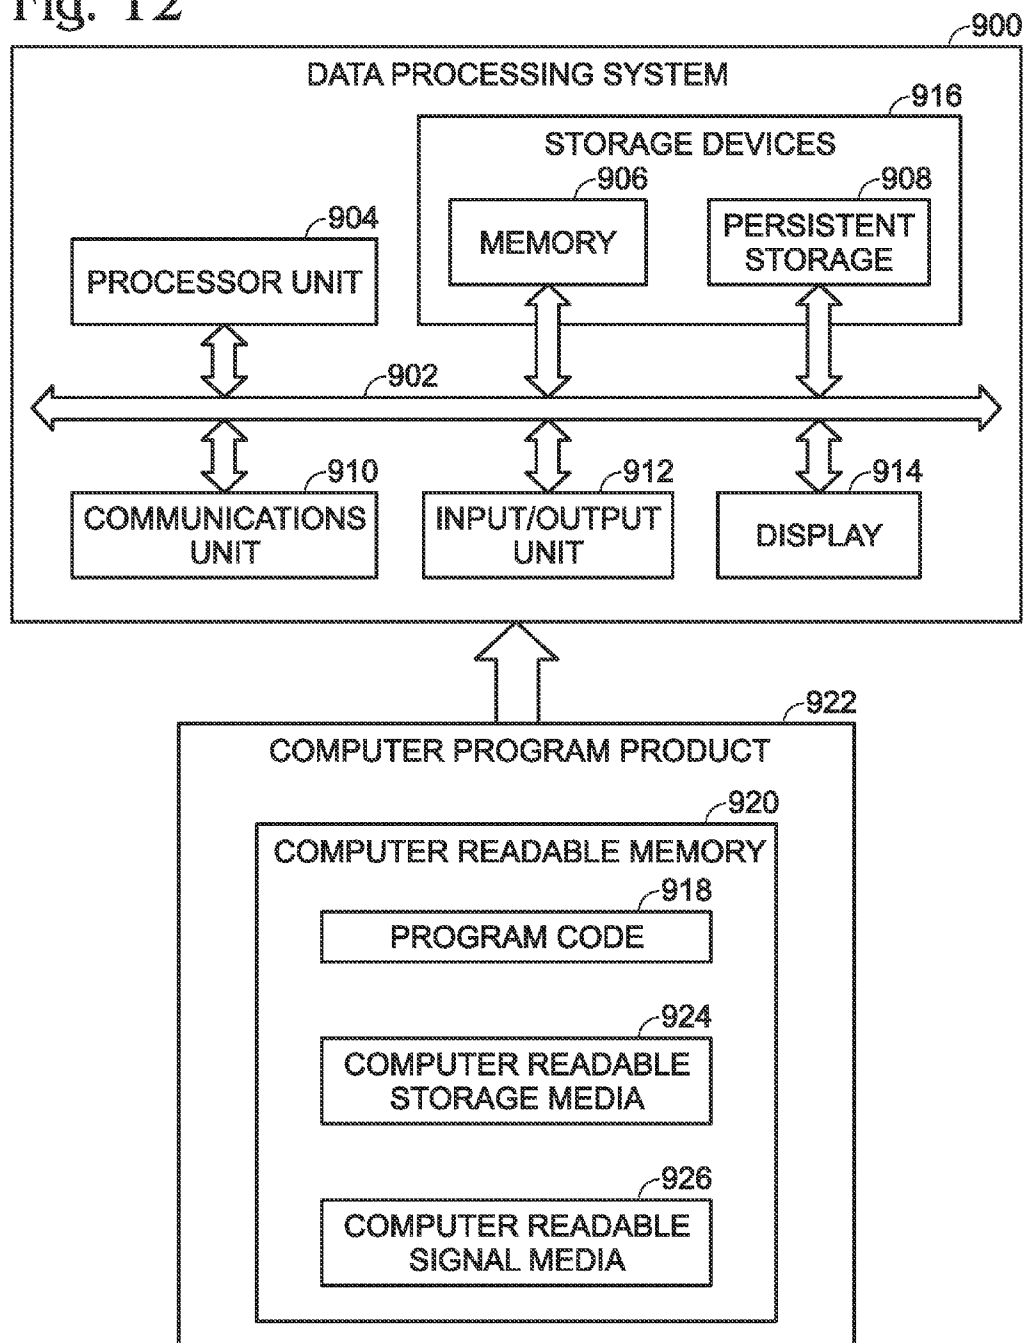 Fig. 12
900
DATA PROCESSING SYSTEM
916
STORAGE DEVICES
906
MEMORY
908
PERSISTENT
STORAGE
904
PROCESSOR UNIT
902
910
COMMUNICATIONS
UNIT
912
INPUT/OUTPUT
UNIT
914
DISPLAY
922
COMPUTER PROGRAM PRODUCT
920
COMPUTER READABLE MEMORY
918
PROGRAM CODE
924
COMPUTER READABLE
STORAGE MEDIA
926
COMPUTER READABLE
SIGNAL MEDIA